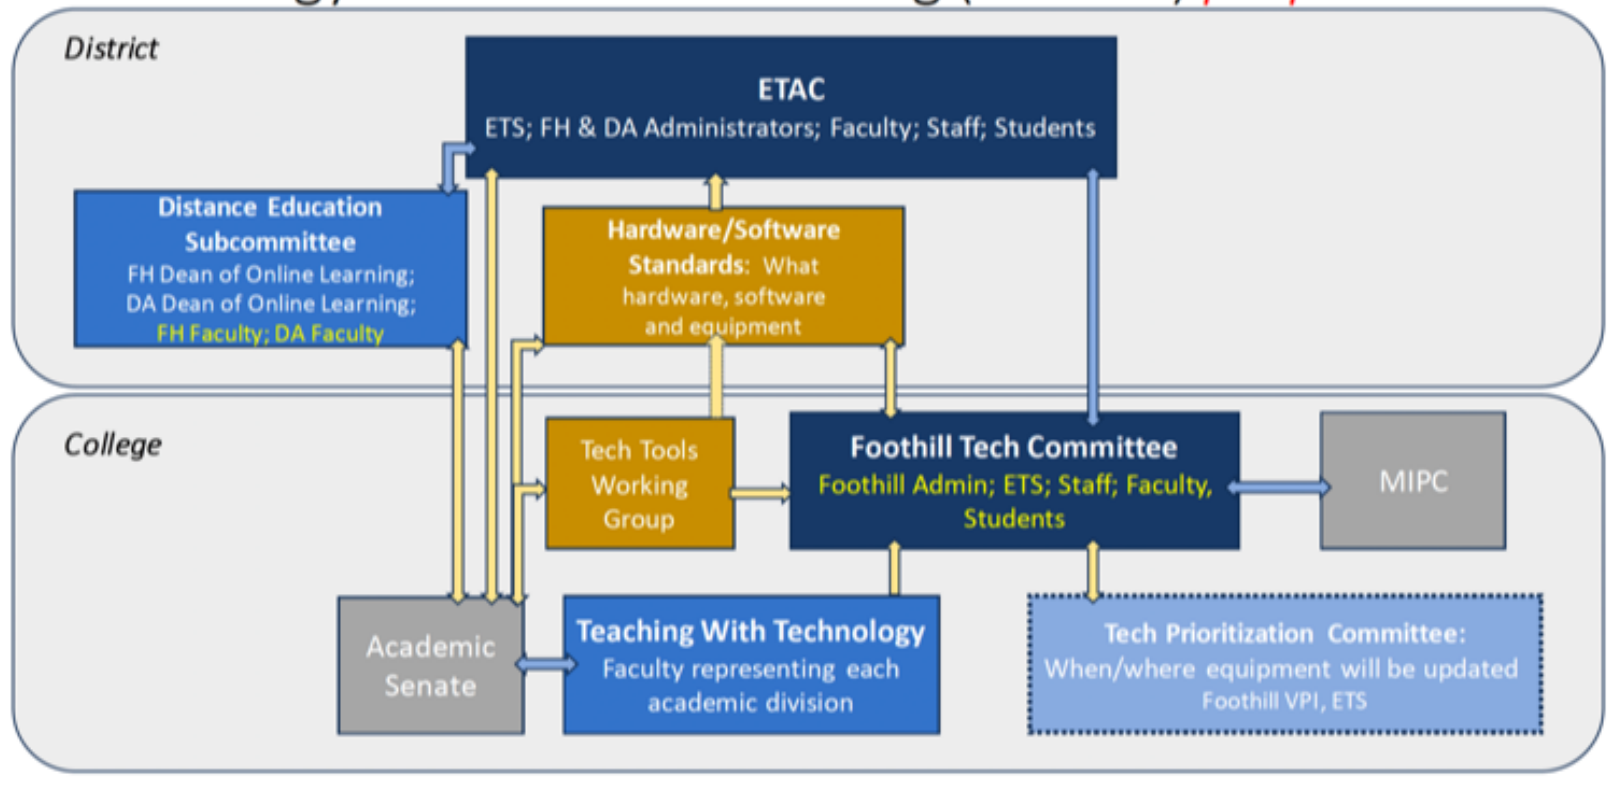 District
ETAC
ETS; FH & DA Administrators; Faculty; Staff; Students
Distance Education
Subcommittee
FH Dean of Online Learning;
DA Dean of Online Learning;
FH Faculty; DA Faculty
Hardware/Software
Standards: What
hardware, software
and equipment
College
Tech Tools
Working
Group
Foothill Tech Committee
Foothill Admin; ETS; Staff; Faculty,
Students
MIPC
Academic
Senate
Teaching With Technology
Faculty representing each
academic division
Tech Prioritization Committee:
When/where equipment will be updated
Foothill VPI, ETS